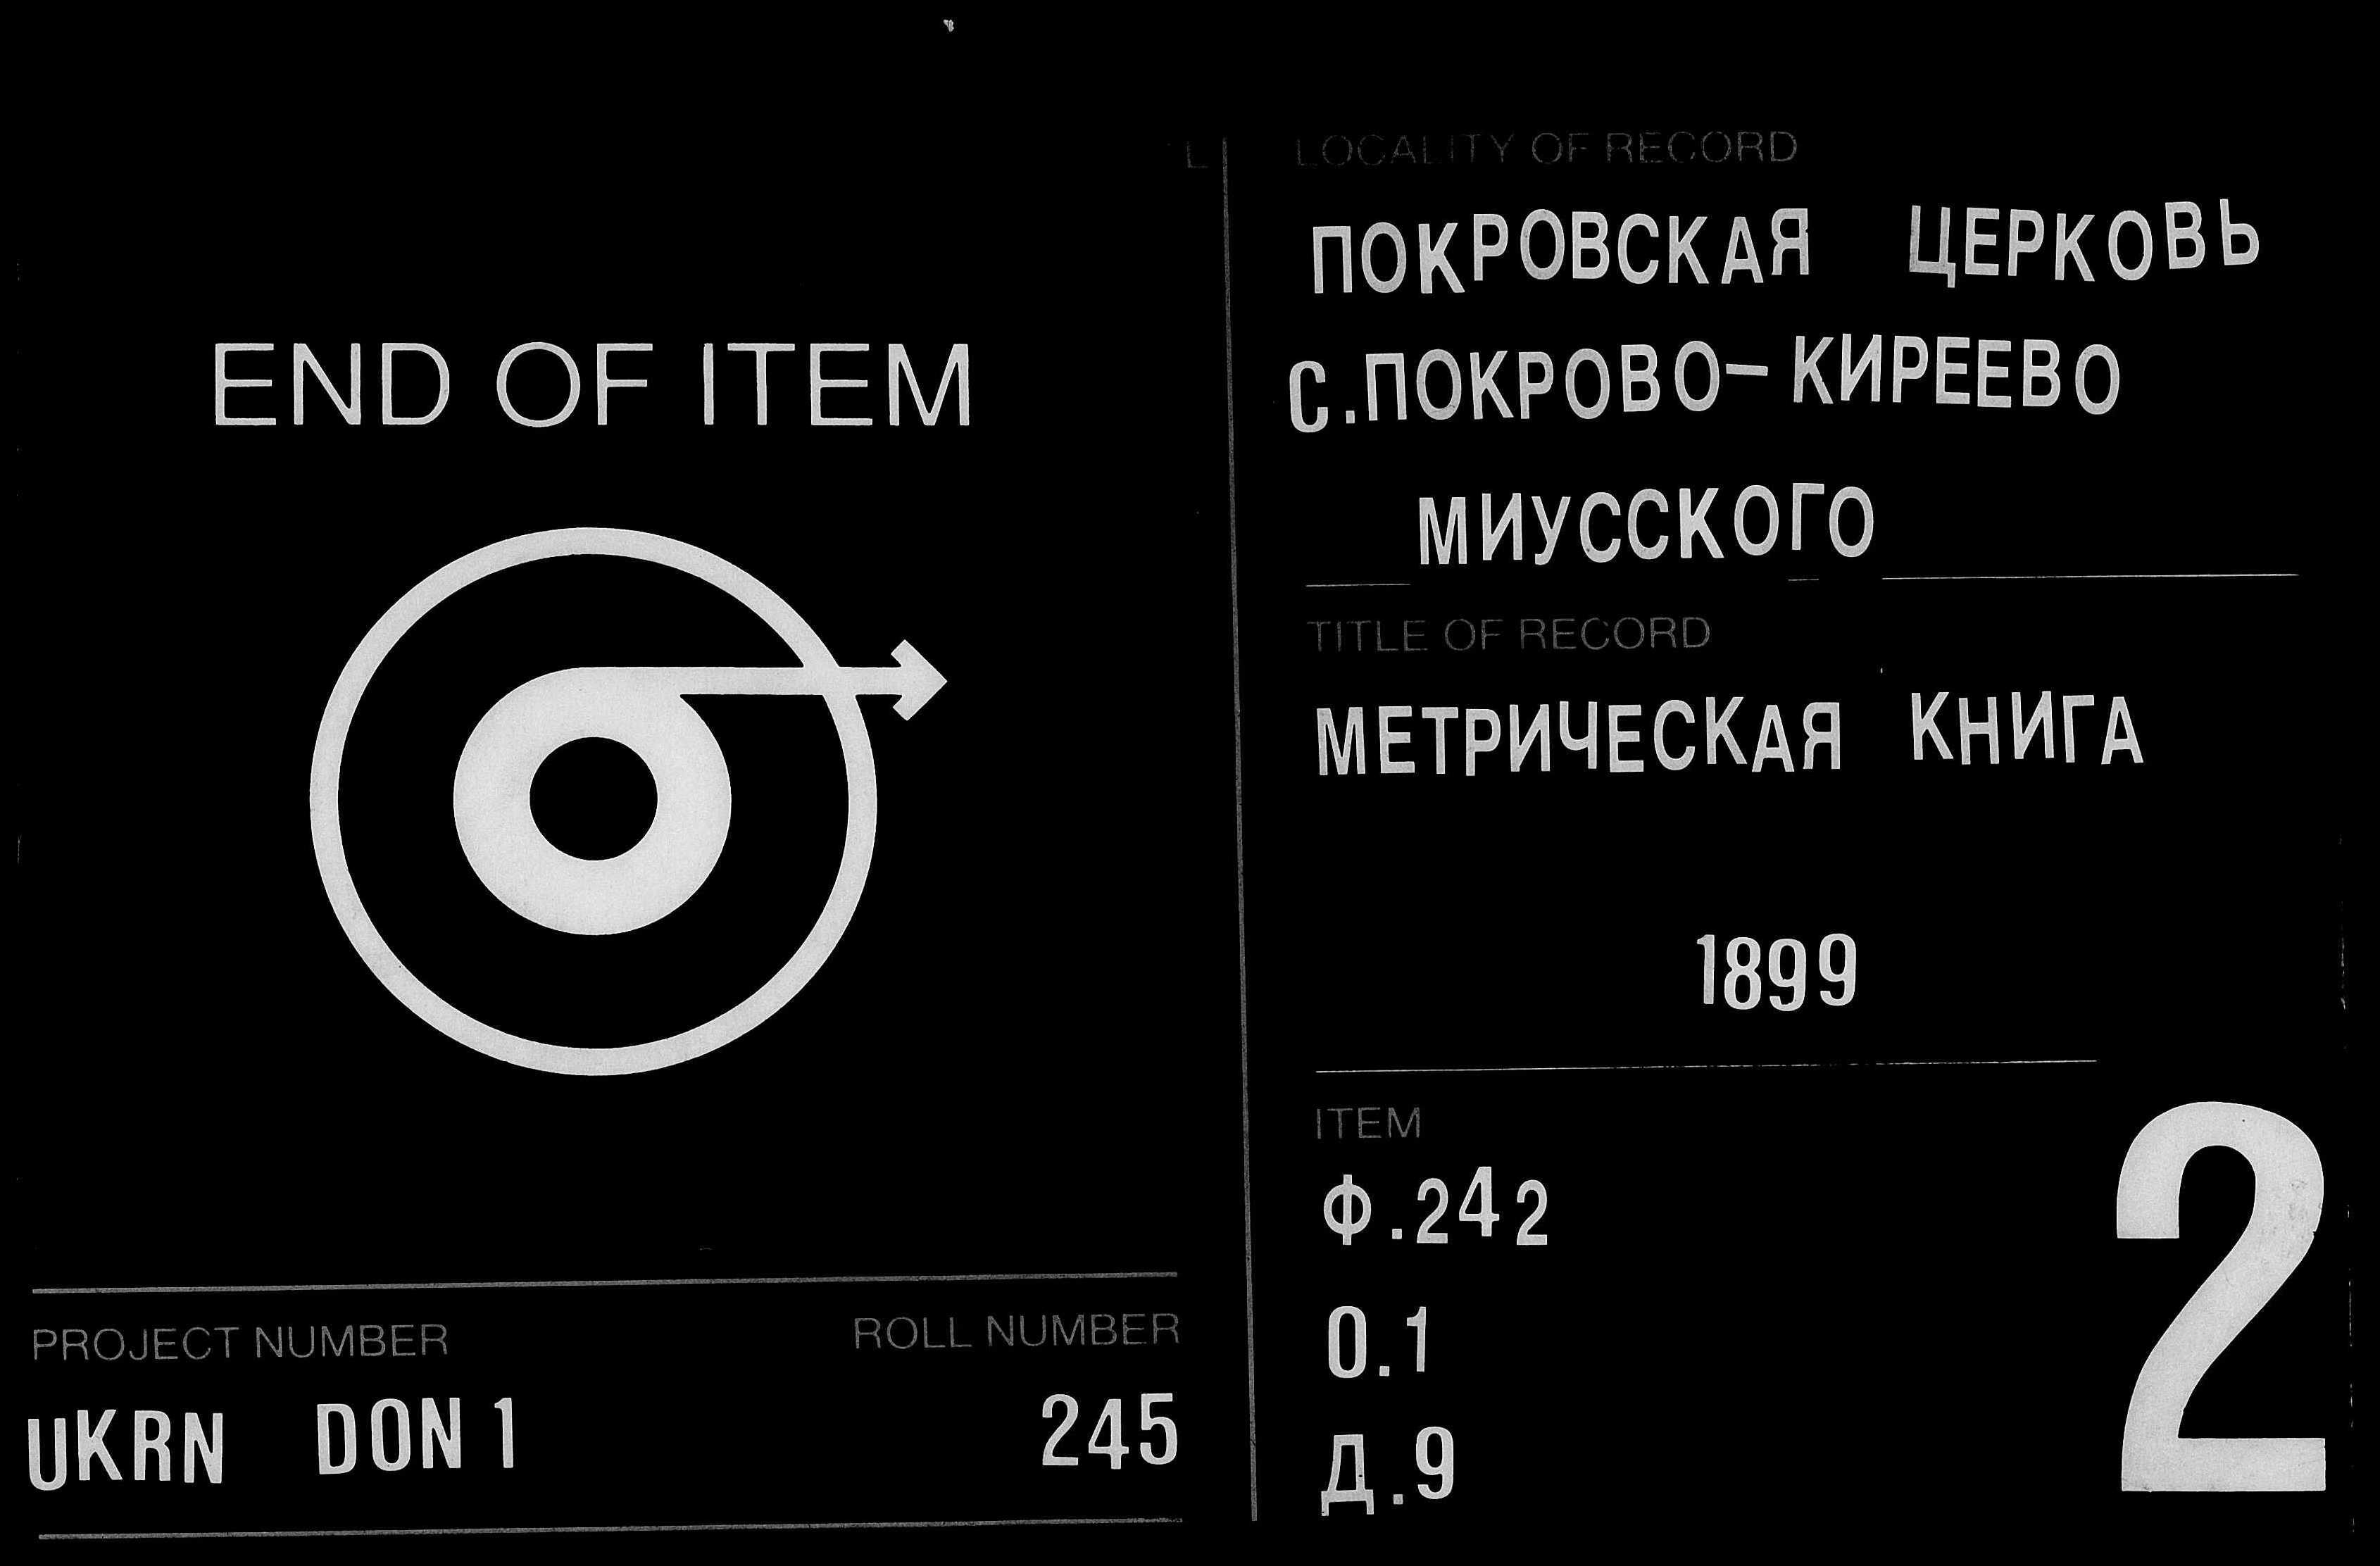 END OF ITEM
PROJECT NUMBER
ROLL NUMBER
UKRN DON 1
245
LOCALITY OF RECORD
ПОКРОВСКАЯ ЦЕРКОВЬ
С.ПОКРОВО-КИРЕЕВО
МИУССКОГО
TITLE OF RECORD
МЕТРИЧЕСКАЯ КНИГА
1899
ITEM
Ф.242
О.1
Д.9
2